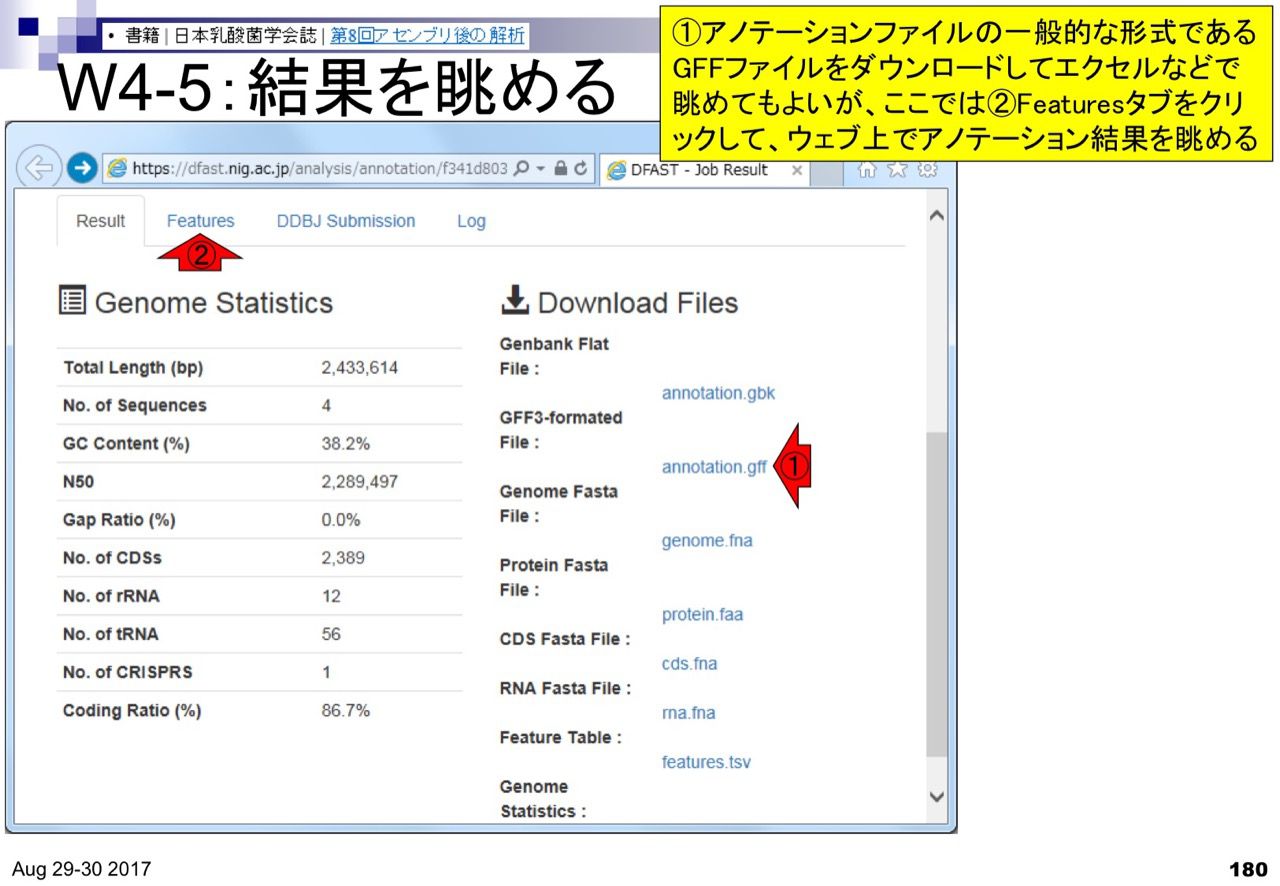 • 書籍 | 日本乳酸菌学会誌 | 第8回アセンブリ後の解析
W4-5：結果を眺める
①アノテーションファイルの一般的な形式である
GFFファイルをダウンロードしてエクセルなどで
眺めてもよいが、ここでは②Featuresタブをクリ
ックして、ウェブ上でアノテーション結果を眺める
https://dfast.nig.ac.jp/analysis/annotation/f341d803
DFAST - Job Result
Result Features DDBJ Submission Log
②
Genome Statistics
Total Length (bp) 2,433,614
No. of Sequences 4
GC Content (%) 38.2%
N50 2,289,497
Gap Ratio (%) 0.0%
No. of CDSs 2,389
No. of rRNA 12
No. of tRNA 56
No. of CRISPRS 1
Coding Ratio (%) 86.7%
Download Files
Genbank Flat
File :
annotation.gbk
GFF3-formated
File :
annotation.gff ①
Genome Fasta
File :
genome.fna
Protein Fasta
File :
protein.faa
CDS Fasta File :
cds.fna
RNA Fasta File :
rna.fna
Feature Table :
features.tsv
Genome
Statistics :
Aug 29-30 2017
180